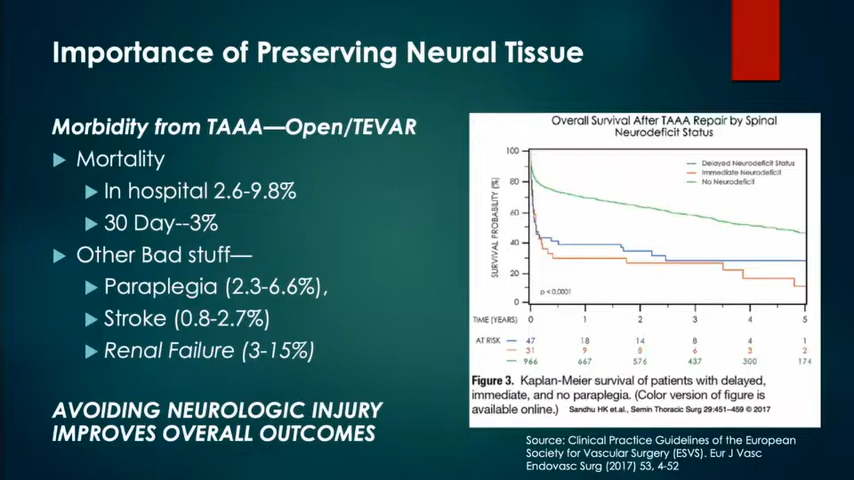 Importance of Preserving Neural Tissue
Morbidity from TAAA—Open/TEVAR
Mortality
In hospital 2.6-9.8%
30 Day--3%
Other Bad stuff—
Paraplegia (2.3-6.6%),
Stroke (0.8-2.7%)
Renal Failure (3-15%)
AVOIDING NEUROLOGIC INJURY
IMPROVES OVERALL OUTCOMES
Overall Survival After TAAA Repair by Spinal
Neurodeficit Status
SURVIVAL PROBABILITY (%)
100
80
60
40
20
0
Delayed Neurodeficit Status
Immediate Neurodeficit
No Neurodeficit
p < 0.0001
TIME (YEARS) 0 1 2 3 4 5
AT RISK 47 18 14 8 4 1
31 9 8 6 3 2
966 667 576 437 300 174
Figure 3. Kaplan-Meier survival of patients with delayed,
immediate, and no paraplegia. (Color version of figure is
available online.) Sandhu HK et.al., Semin Thoracic Surg 29:451–459 © 2017
Source: Clinical Practice Guidelines of the European
Society for Vascular Surgery (ESVS). Eur J Vasc
Endovasc Surg (2017) 53, 4-52